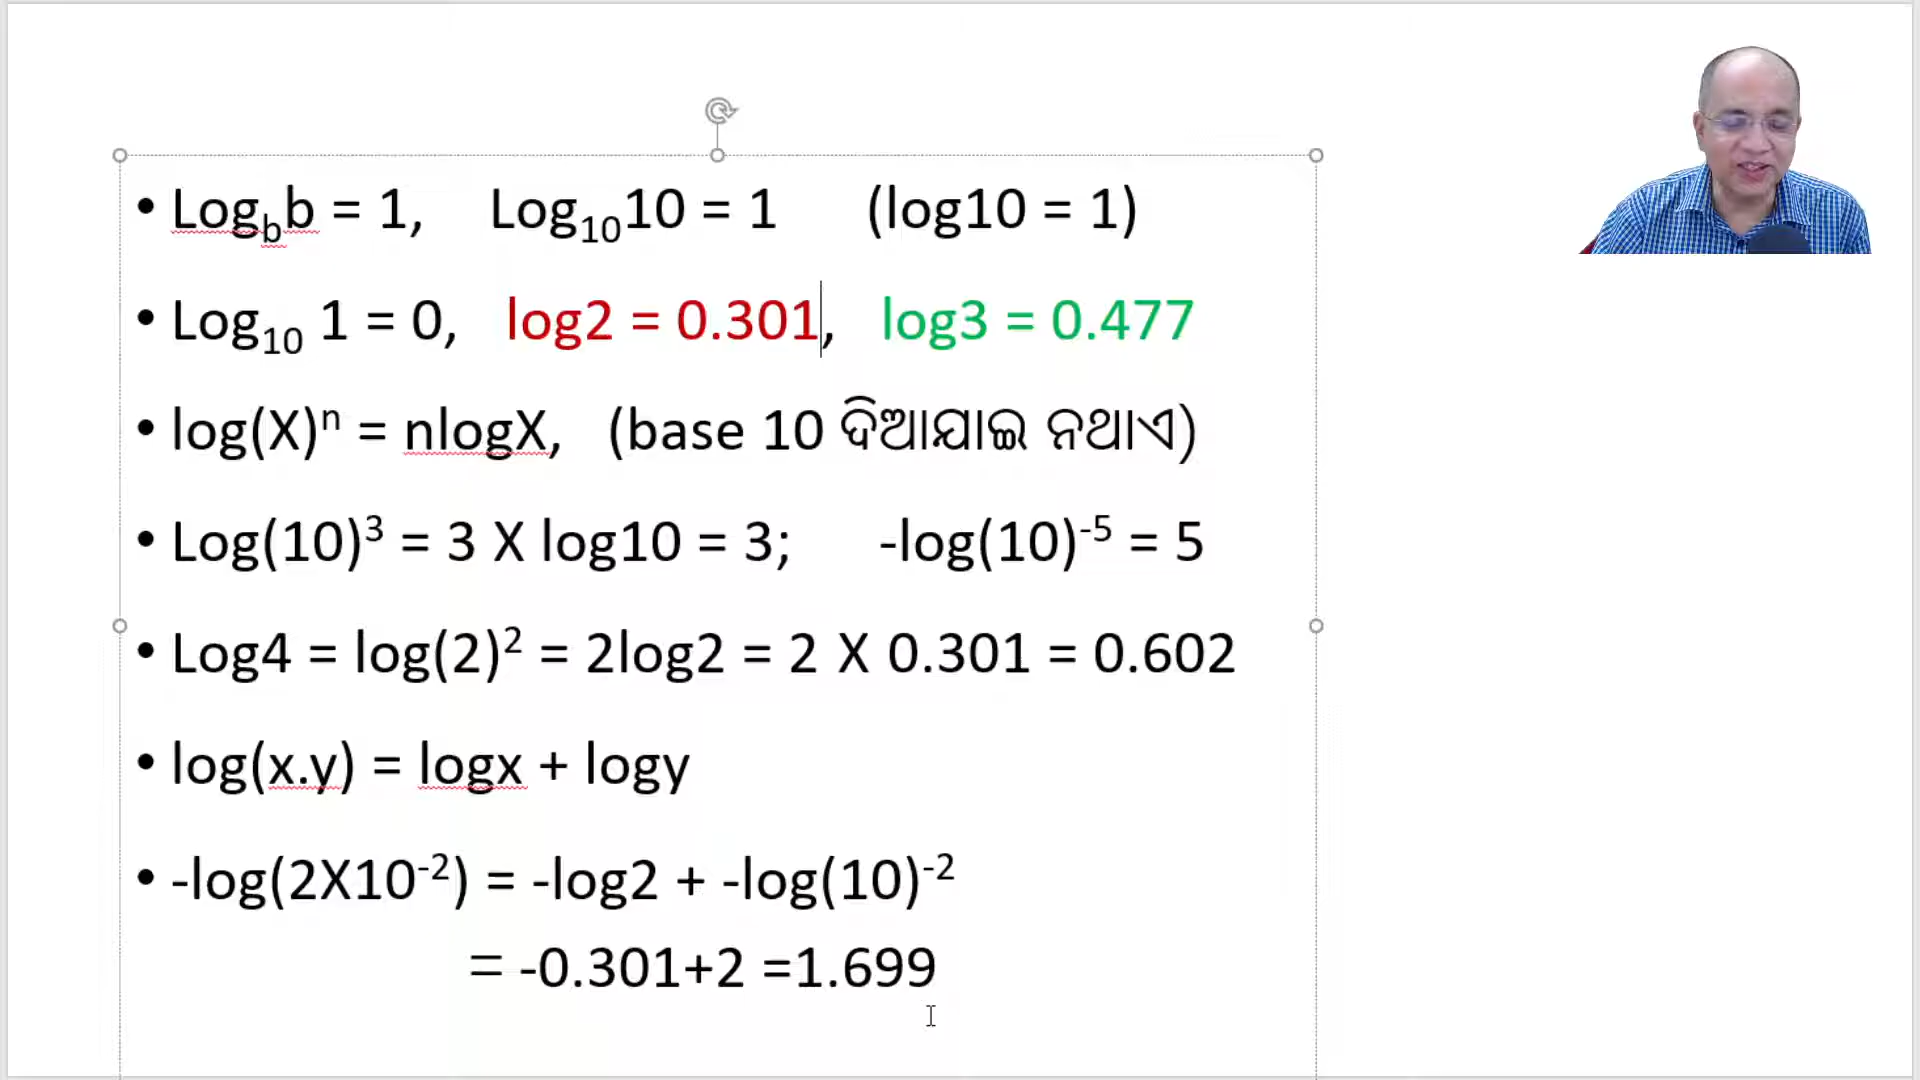 • Log_b b = 1, Log₁₀10 = 1 (log10 = 1)
• Log₁₀ 1 = 0, log2 = 0.301, log3 = 0.477
• log(X)ⁿ = nlogX, (base 10 ଦିଆଯାଇ ନଥାଏ)
• Log(10)³ = 3 X log10 = 3; -log(10)⁻⁵ = 5
• Log4 = log(2)² = 2log2 = 2 X 0.301 = 0.602
• log(x.y) = logx + logy
• -log(2X10⁻²) = -log2 + -log(10)⁻²
= -0.301+2 =1.699